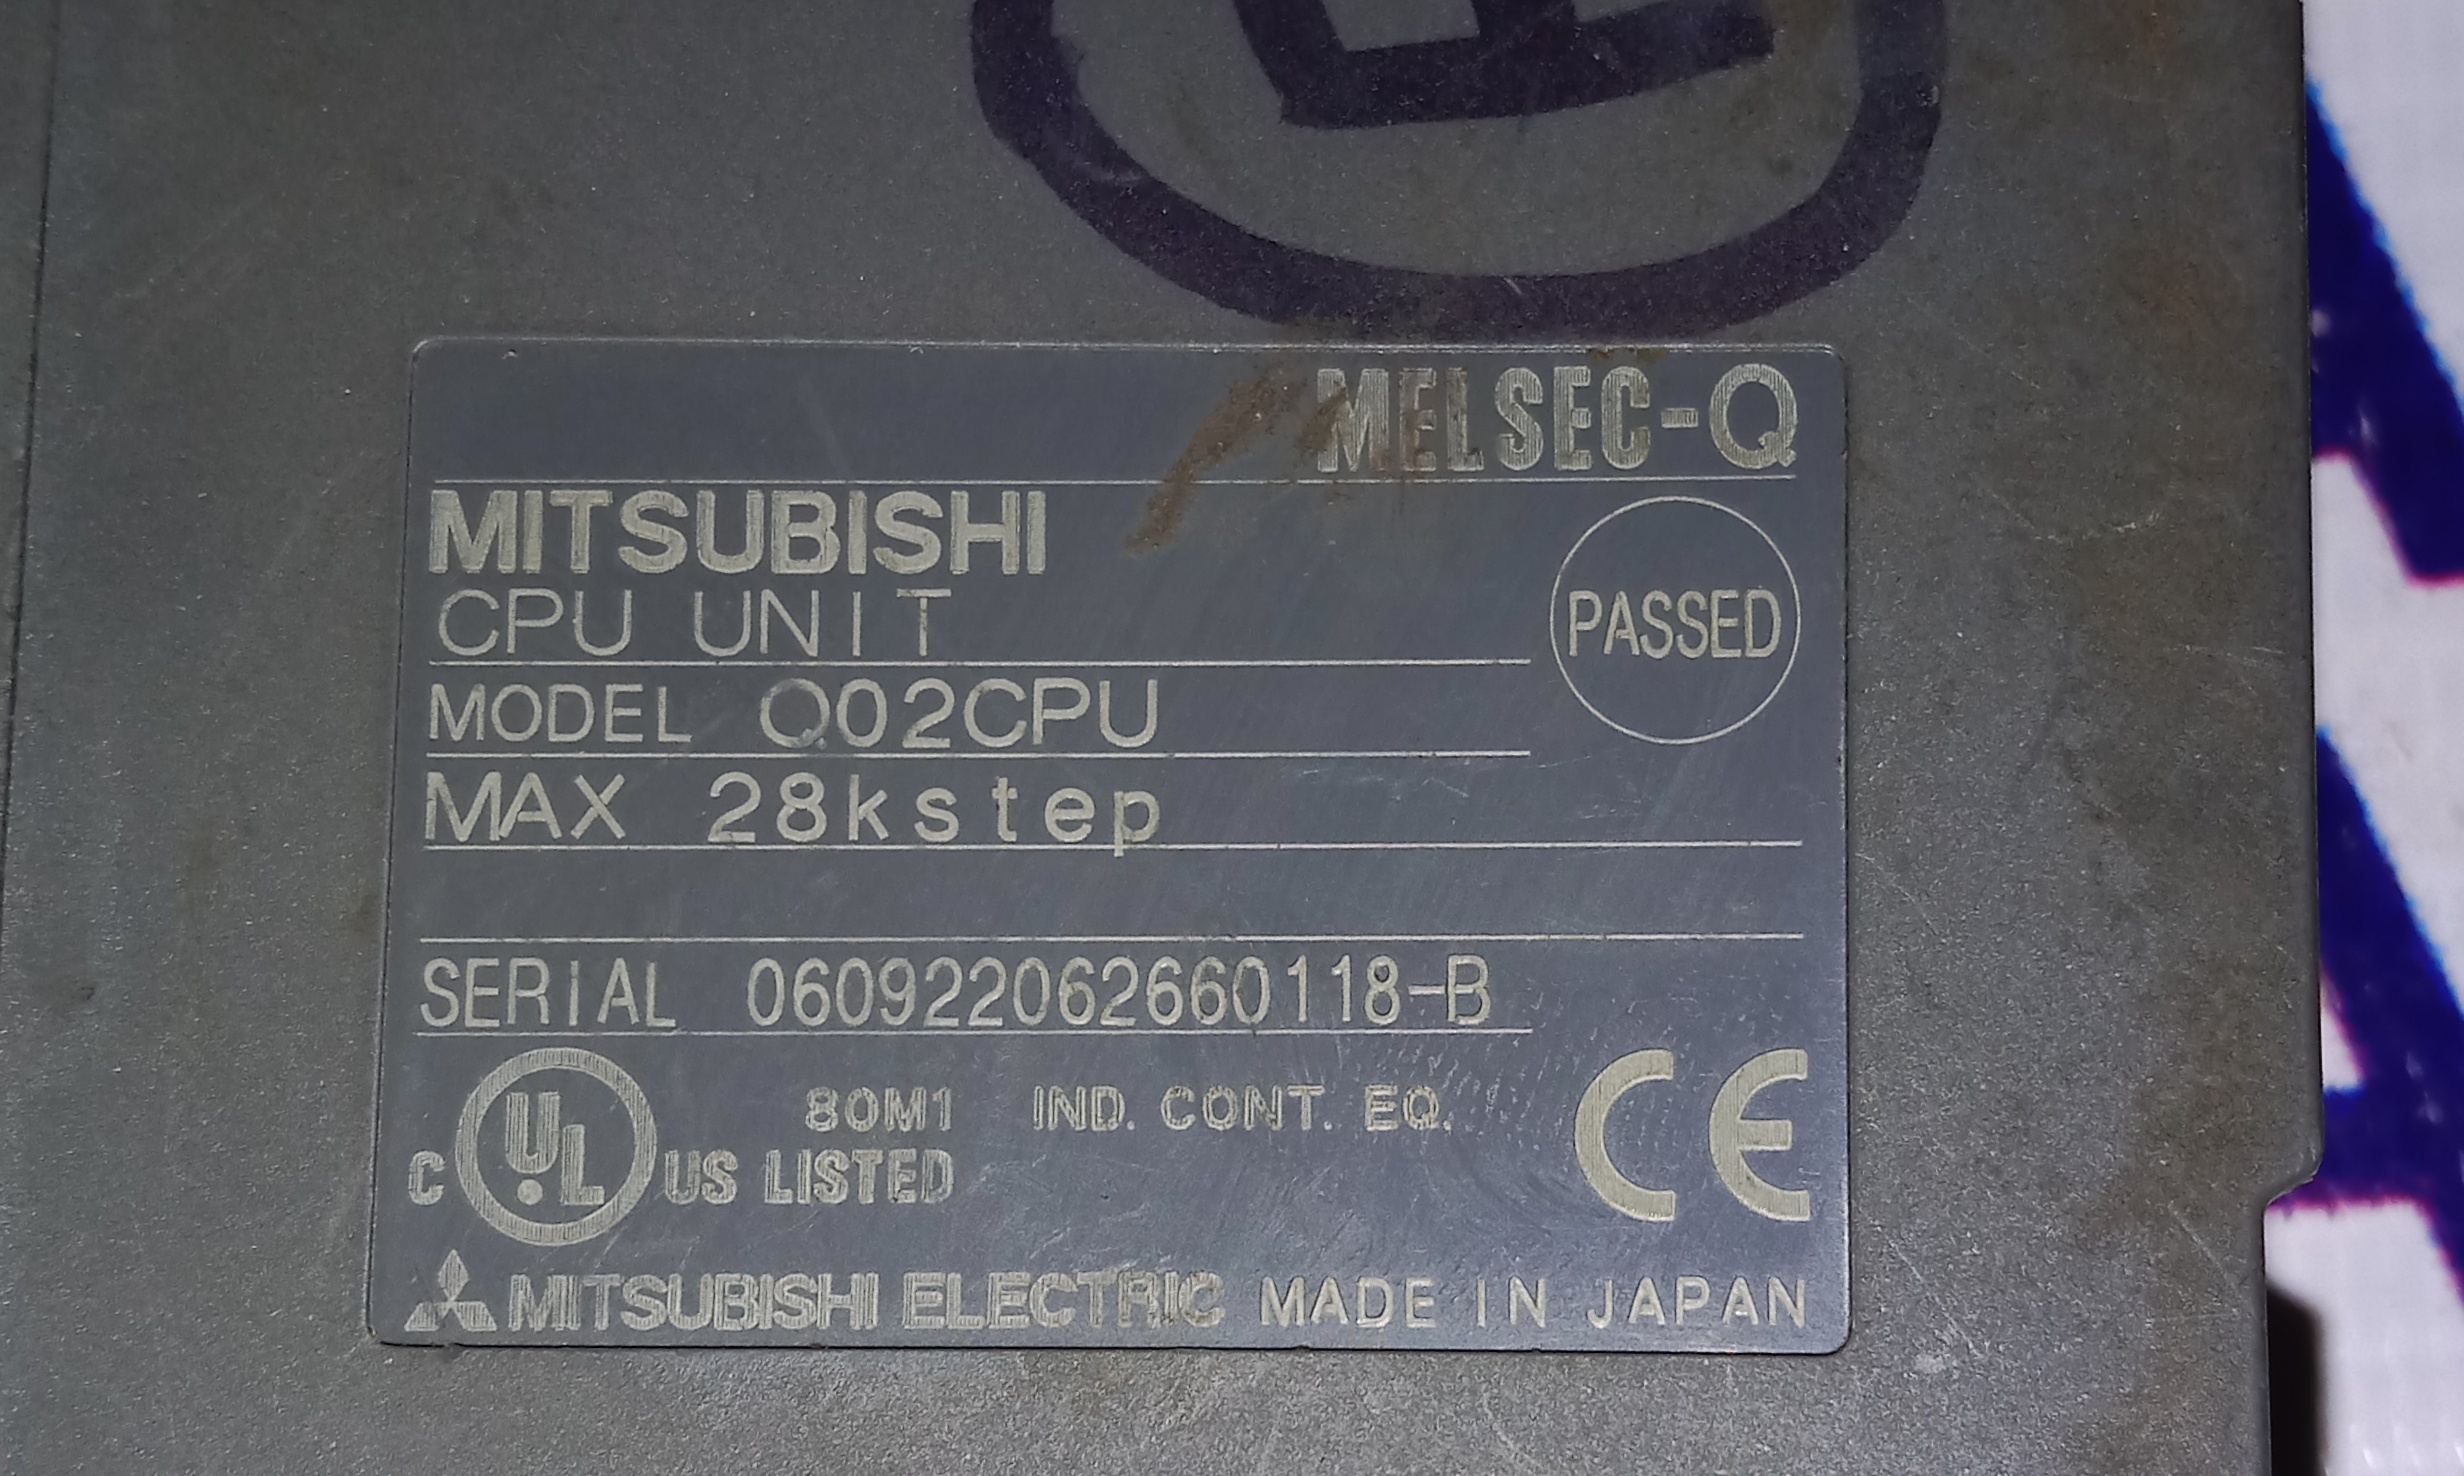 MELSEC-Q
MITSUBISHI
CPU UNIT
PASSED
MODEL Q02CPU
MAX 28kstep
SERIAL 060922062660118-B
80M1 IND. CONT. EQ.
C UL US LISTED
CE
MITSUBISHI ELECTRIC MADE IN JAPAN